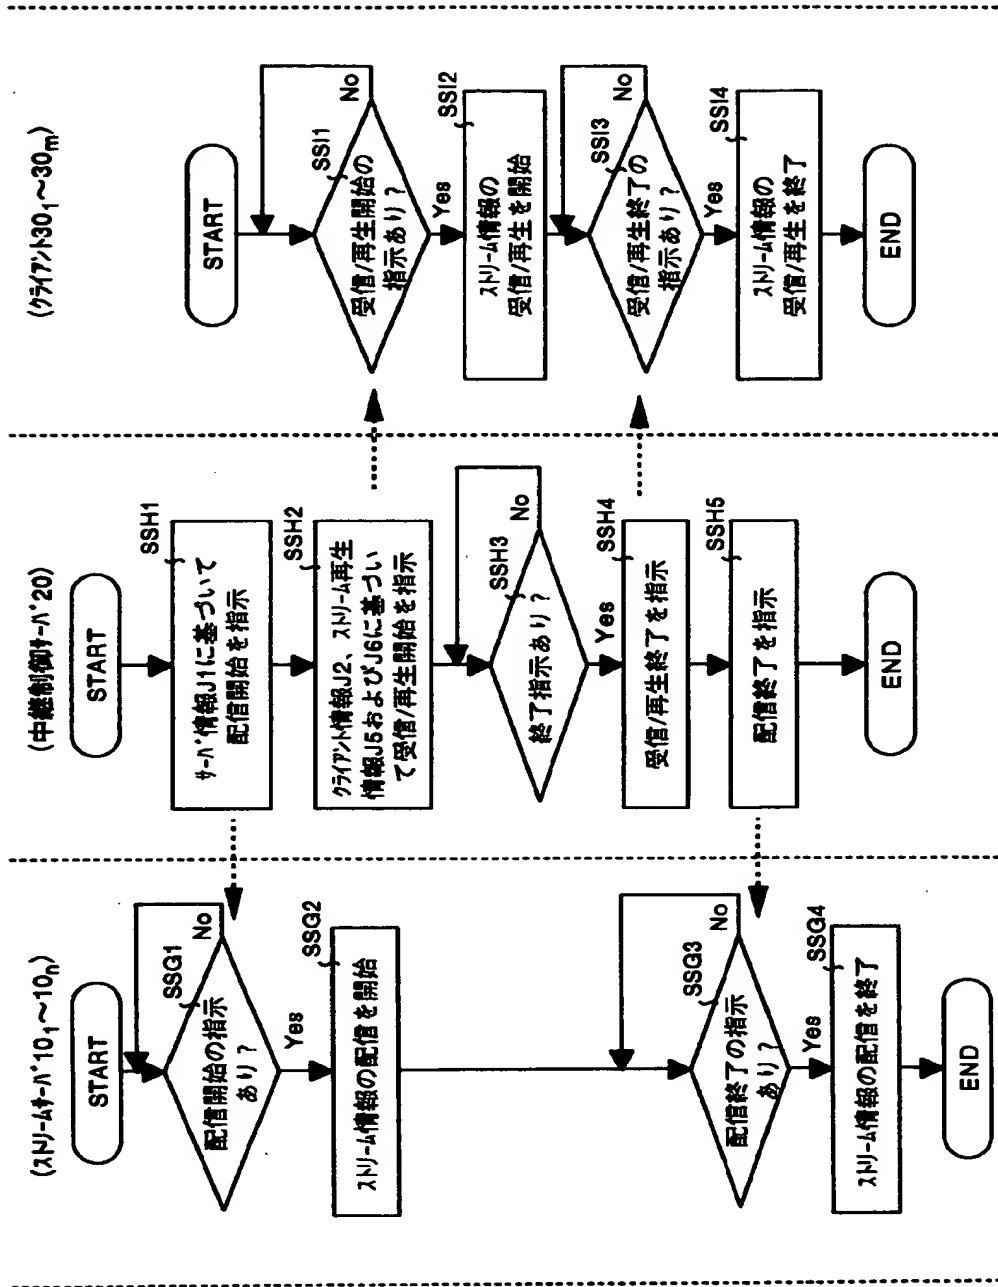 (ストリームサーバ10₁～10ₙ)
START
配信開始の指示
あり?
SSG1
No
Yes
ストリーム情報の配信を開始
SSG2
配信終了の指示
あり?
SSG3
No
Yes
ストリーム情報の配信を終了
SSG4
END
(中継制御サーバ20)
START
サーバ情報J1に基づいて
配信開始を指示
SSH1
クライアント情報J2、ストリーム再生
情報J5およびJ6に基づい
て受信/再生開始を指示
SSH2
終了指示あり?
SSH3
No
Yes
受信/再生終了を指示
SSH4
配信終了を指示
SSH5
END
(クライアント30₁～30ₘ)
START
受信/再生開始の
指示あり?
SSI1
No
Yes
ストリーム情報の
受信/再生を開始
SSI2
受信/再生終了の
指示あり?
SSI3
No
Yes
ストリーム情報の
受信/再生を終了
SSI4
END